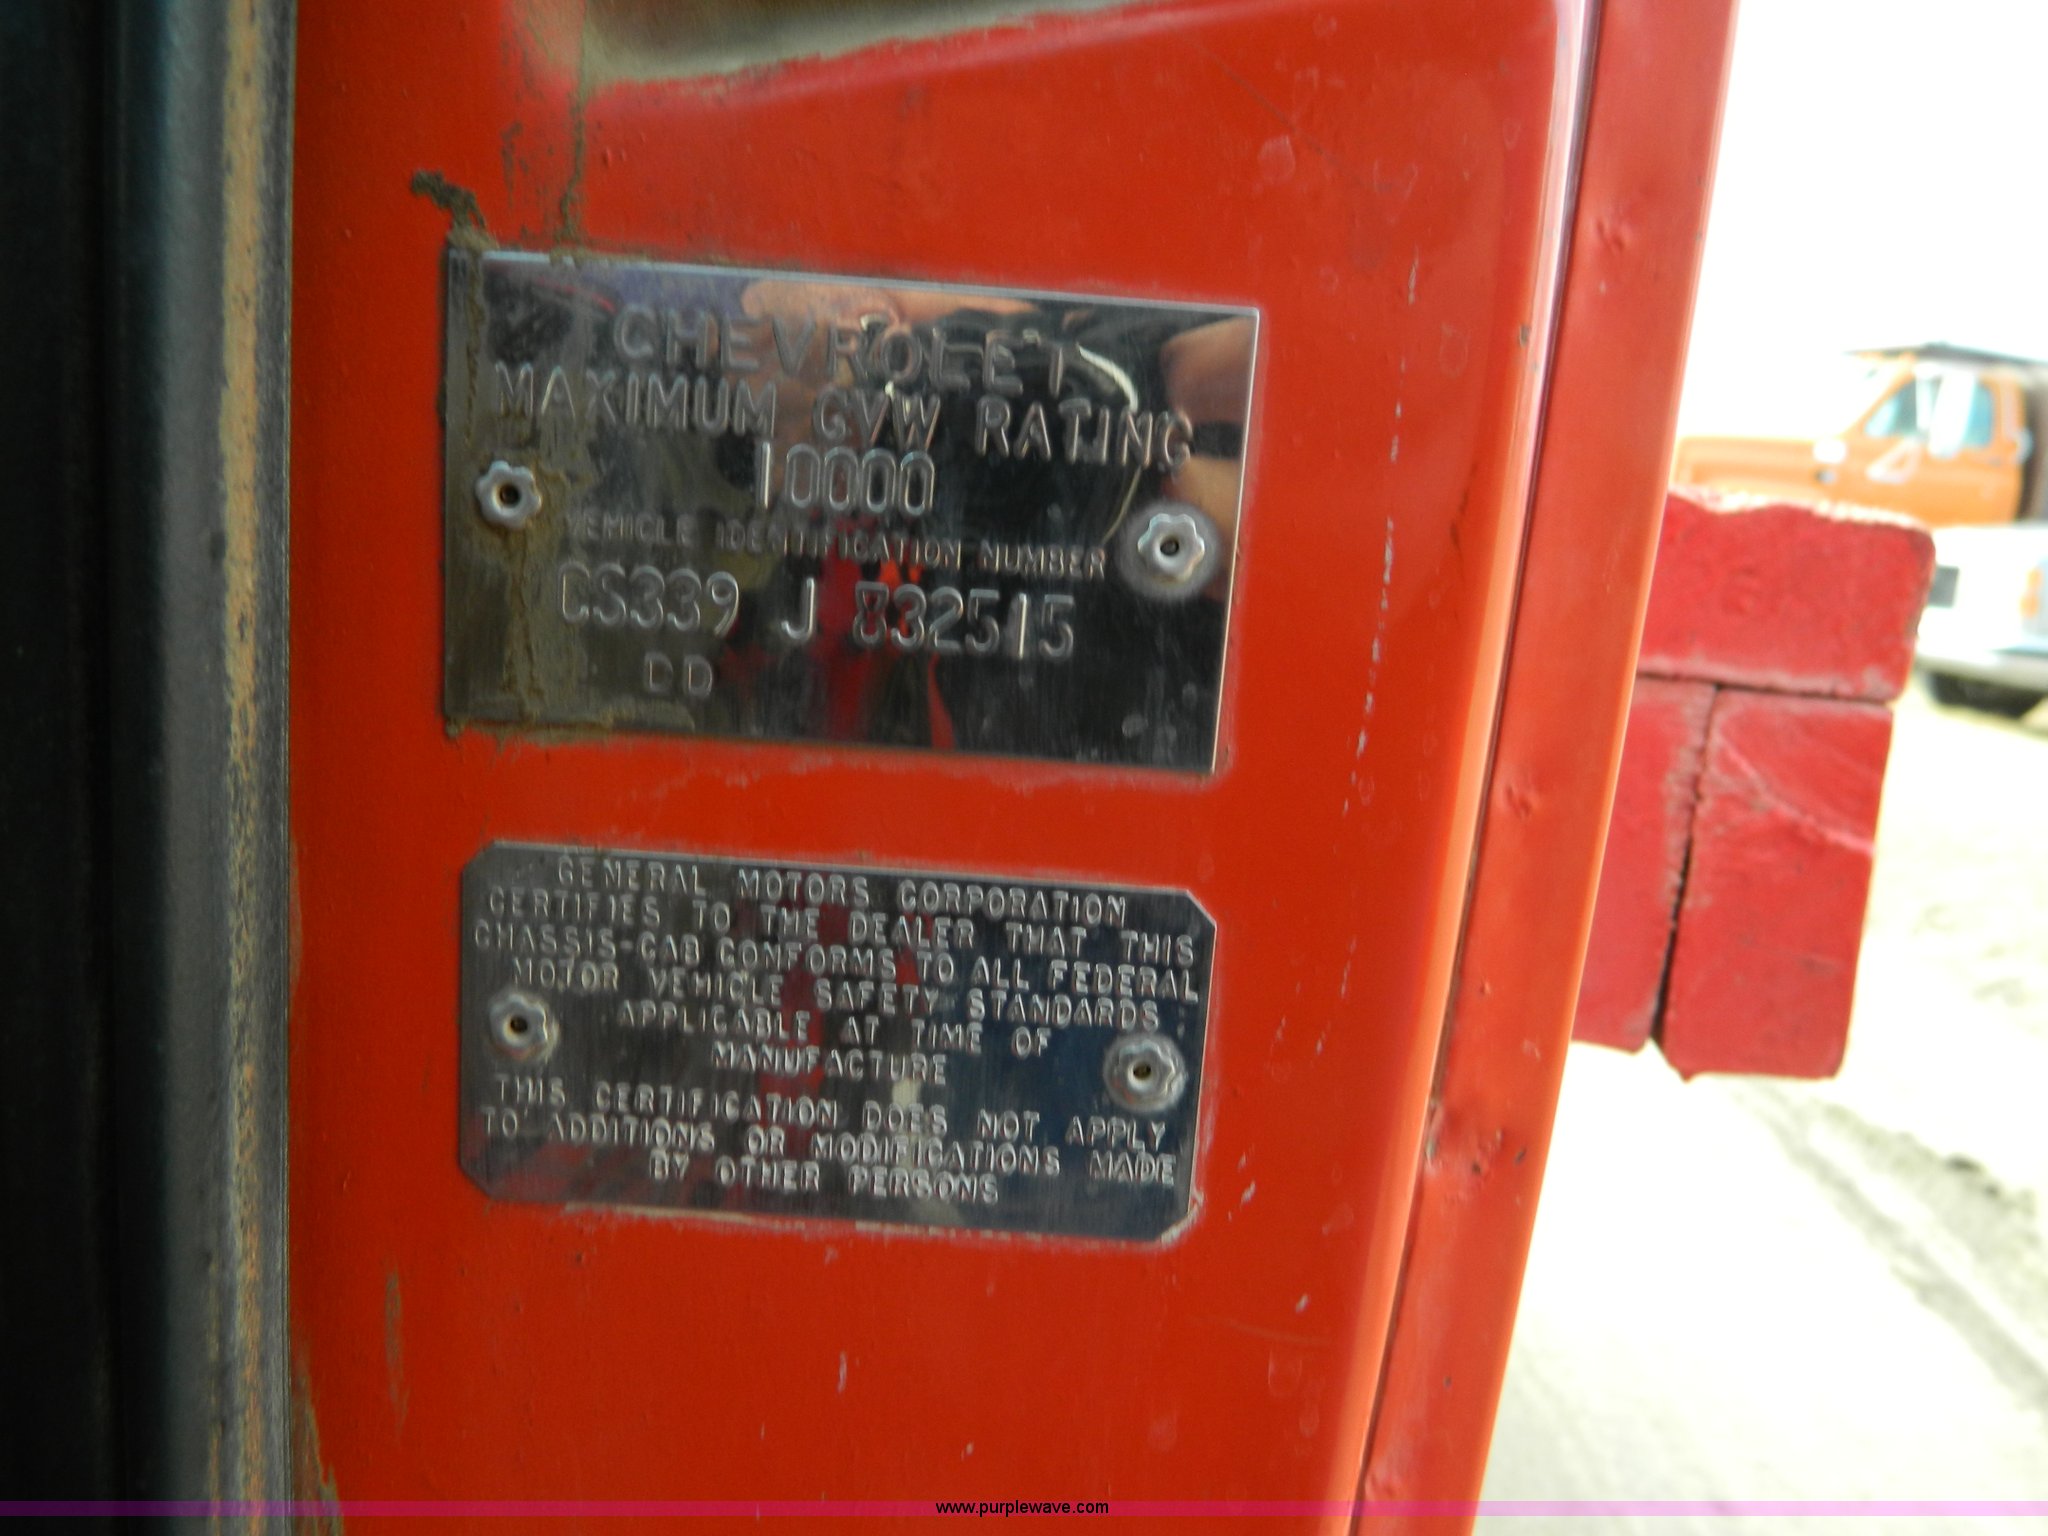 CHEVROLET
MAXIMUM GVW RATING
10000
VEHICLE IDENTIFICATION NUMBER
CS339 J 832515
DD
GENERAL MOTORS CORPORATION
CERTIFIES TO THE DEALER THAT THIS
CHASSIS-CAB CONFORMS TO ALL FEDERAL
MOTOR VEHICLE SAFETY STANDARDS
APPLICABLE AT TIME OF
MANUFACTURE
THIS CERTIFICATION DOES NOT APPLY
TO ADDITIONS OR MODIFICATIONS MADE
BY OTHER PERSONS
www.purplewave.com